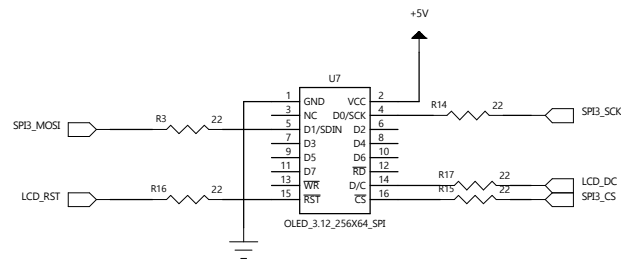 +5V
U7
1 GND VCC 2
3 NC D0/SCK 4 R14 22 SPI3_SCK
SPI3_MOSI R3 22 5 D1/SDIN D2 6
7 D3 D4 8
9 D5 D6 10
11 D7 RD 12
13 WR D/C 14 R17 22 LCD_DC
LCD_RST R16 22 15 RST CS 16 R15 22 SPI3_CS
OLED_3.12_256X64_SPI